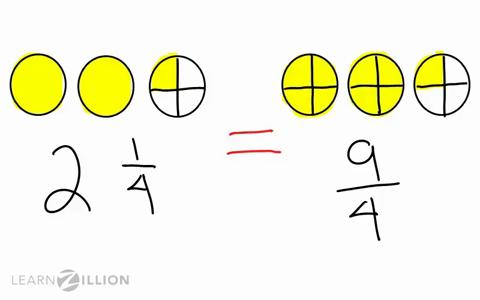 2 1/4 = 9/4
LEARNZILLION